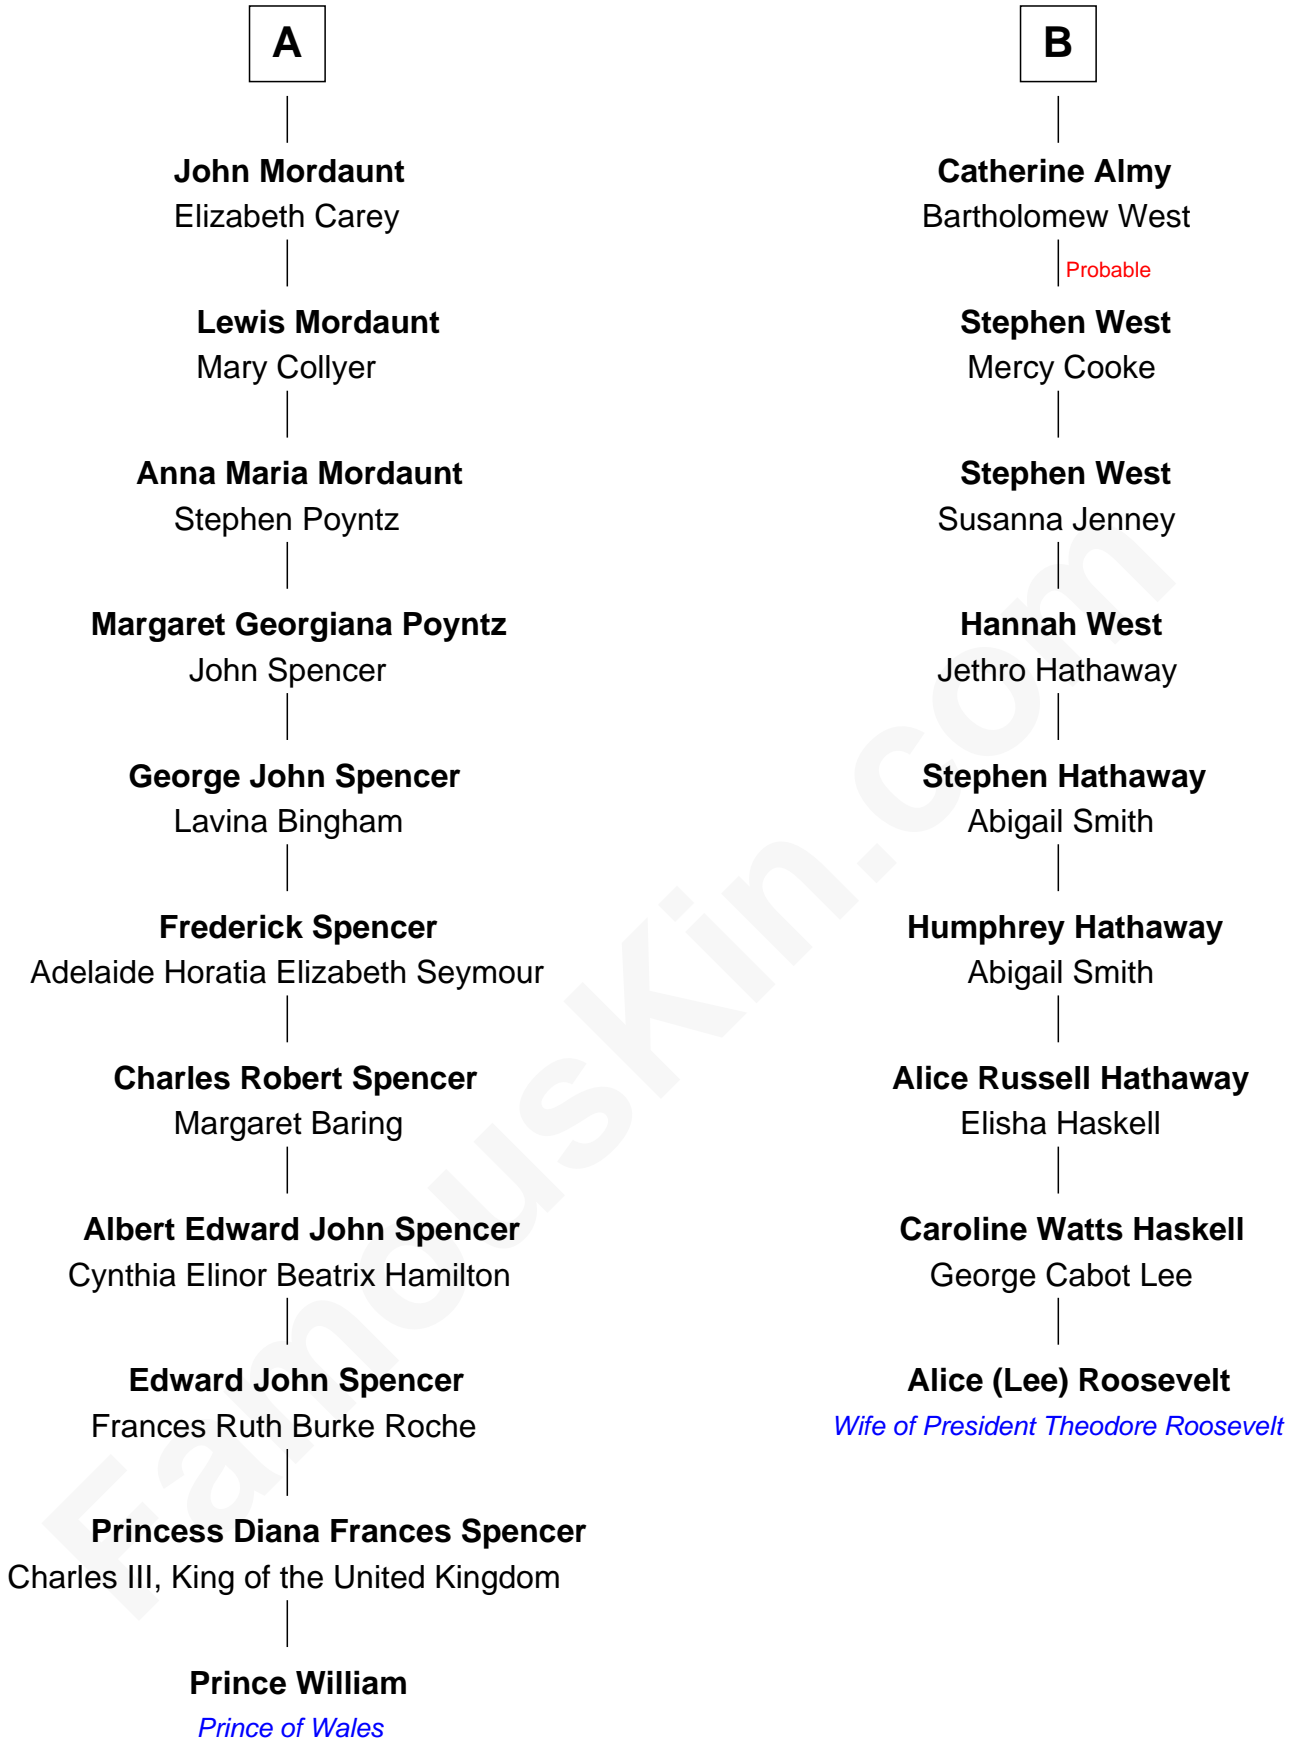 A
John Mordaunt
Elizabeth Carey
Lewis Mordaunt
Mary Collyer
Anna Maria Mordaunt
Stephen Poyntz
Margaret Georgiana Poyntz
John Spencer
George John Spencer
Lavina Bingham
Frederick Spencer
Adelaide Horatia Elizabeth Seymour
Charles Robert Spencer
Margaret Baring
Albert Edward John Spencer
Cynthia Elinor Beatrix Hamilton
Edward John Spencer
Frances Ruth Burke Roche
Princess Diana Frances Spencer
Charles III, King of the United Kingdom
Prince William
Prince of Wales
B
Catherine Almy
Bartholomew West
Probable
Stephen West
Mercy Cooke
Stephen West
Susanna Jenney
Hannah West
Jethro Hathaway
Stephen Hathaway
Abigail Smith
Humphrey Hathaway
Abigail Smith
Alice Russell Hathaway
Elisha Haskell
Caroline Watts Haskell
George Cabot Lee
Alice (Lee) Roosevelt
Wife of President Theodore Roosevelt
FamousKin.com